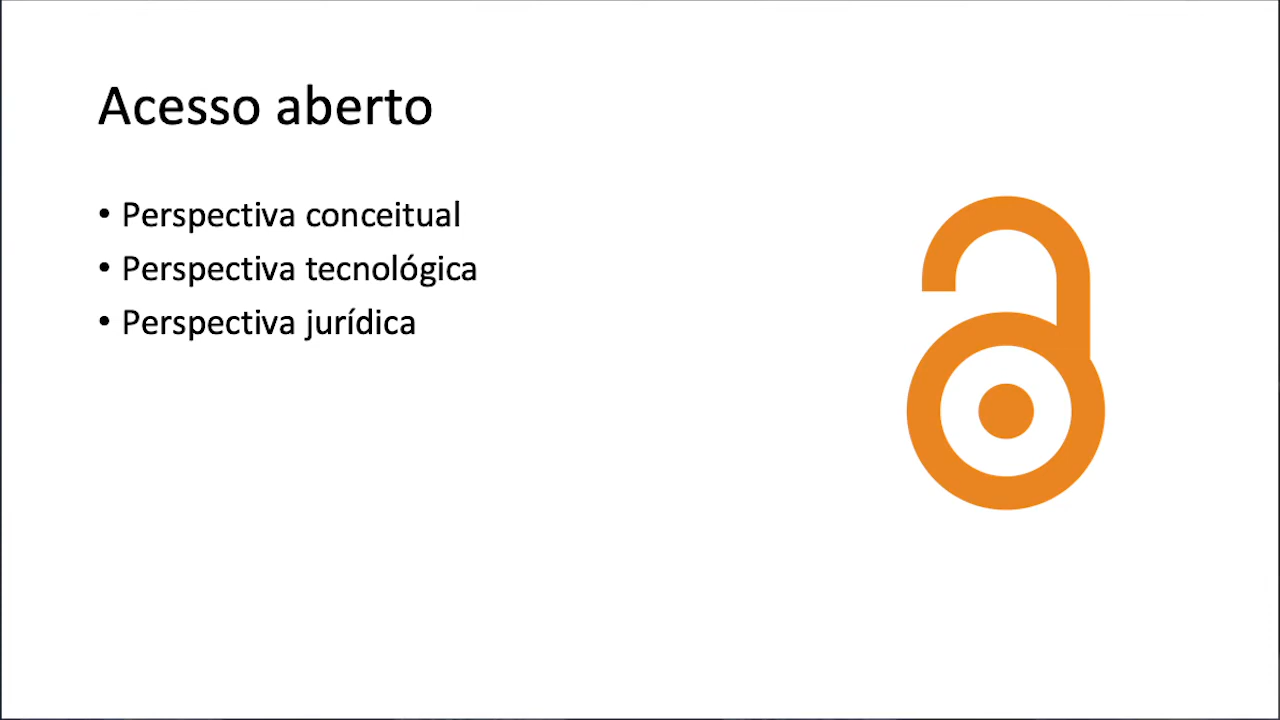 Acesso aberto
• Perspectiva conceitual
• Perspectiva tecnológica
• Perspectiva jurídica